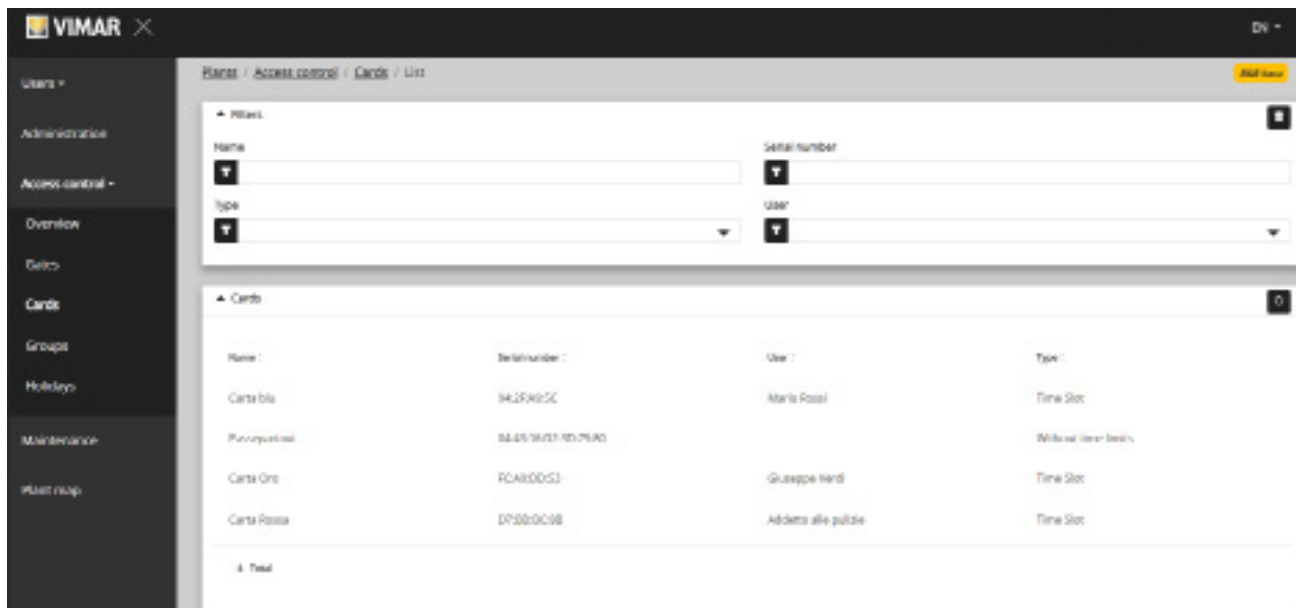 VIMAR
EN
Users
Plants / Access control / Cards / List
Administration
Filters
Name
Serial number
Access control
Type
User
Overview
Gates
Cards
Cards
Groups
Name
Serial number
User
Type
Holidays
Carta blu
Mario Rossi
Time Slot
Maintenance
Without time limits
Plant map
Carta Oro
Giuseppe Verdi
Time Slot
Carta Rossa
Addetto alle pulizie
Time Slot
4 Total